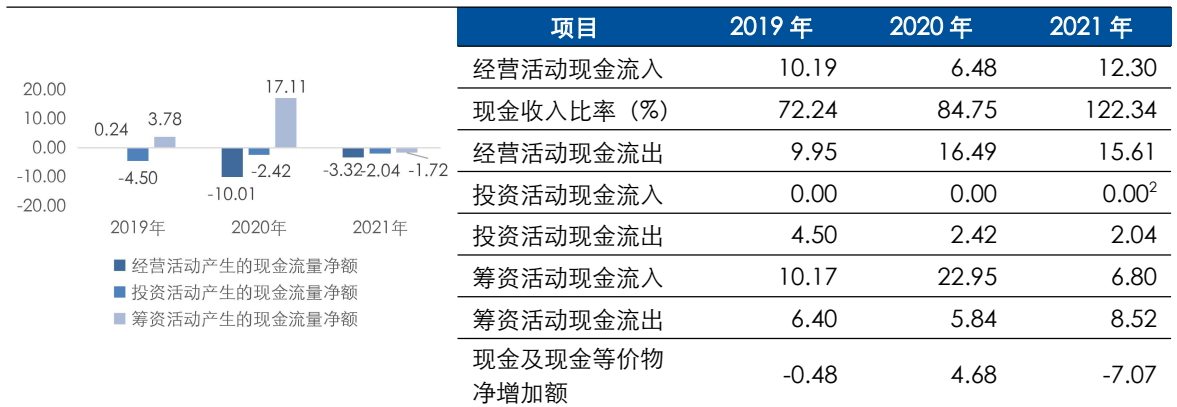 20.00
10.00
0.00
-10.00
-20.00
0.24
3.78
-4.50
17.11
-2.42
-10.01
-3.32
-2.04
-1.72
2019年 2020年 2021年
经营活动产生的现金流量净额
投资活动产生的现金流量净额
筹资活动产生的现金流量净额
项目 2019 年 2020 年 2021 年
经营活动现金流入 10.19 6.48 12.30
现金收入比率（%） 72.24 84.75 122.34
经营活动现金流出 9.95 16.49 15.61
投资活动现金流入 0.00 0.00 0.00²
投资活动现金流出 4.50 2.42 2.04
筹资活动现金流入 10.17 22.95 6.80
筹资活动现金流出 6.40 5.84 8.52
现金及现金等价物
净增加额 -0.48 4.68 -7.07